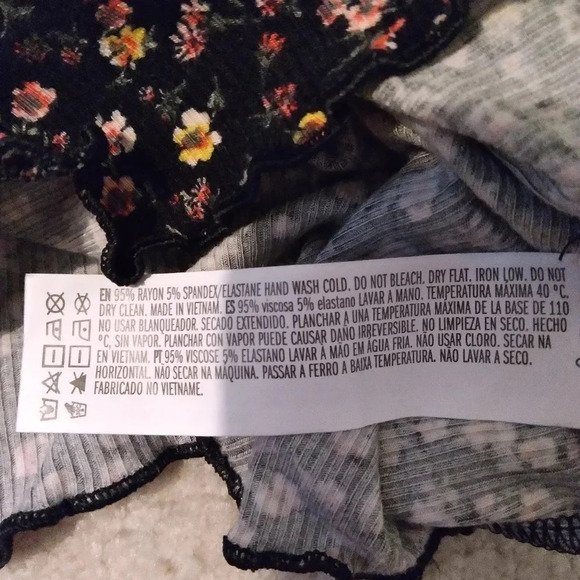 EN 95% RAYON 5% SPANDEX/ELASTANE HAND WASH COLD. DO NOT BLEACH. DRY FLAT. IRON LOW. DO NOT
DRY CLEAN. MADE IN VIETNAM. ES 95% viscosa 5% elastano LAVAR A MANO. TEMPERATURA MÁXIMA 40 °C.
NO USAR BLANQUEADOR. SECADO EXTENDIDO. PLANCHAR A UNA TEMPERATURA MÁXIMA DE LA BASE DE 110
°C, SIN VAPOR. PLANCHAR CON VAPOR PUEDE CAUSAR DAÑO IRREVERSIBLE. NO LIMPIEZA EN SECO. HECHO
EN VIETNAM. PT 95% VISCOSE 5% ELASTANO LAVAR À MÃO EM ÁGUA FRIA. NÃO USAR CLORO. SECAR NA
HORIZONTAL. NÃO SECAR NA MÁQUINA. PASSAR A FERRO A BAIXA TEMPERATURA. NÃO LAVAR A SECO.
FABRICADO NO VIETNAME.